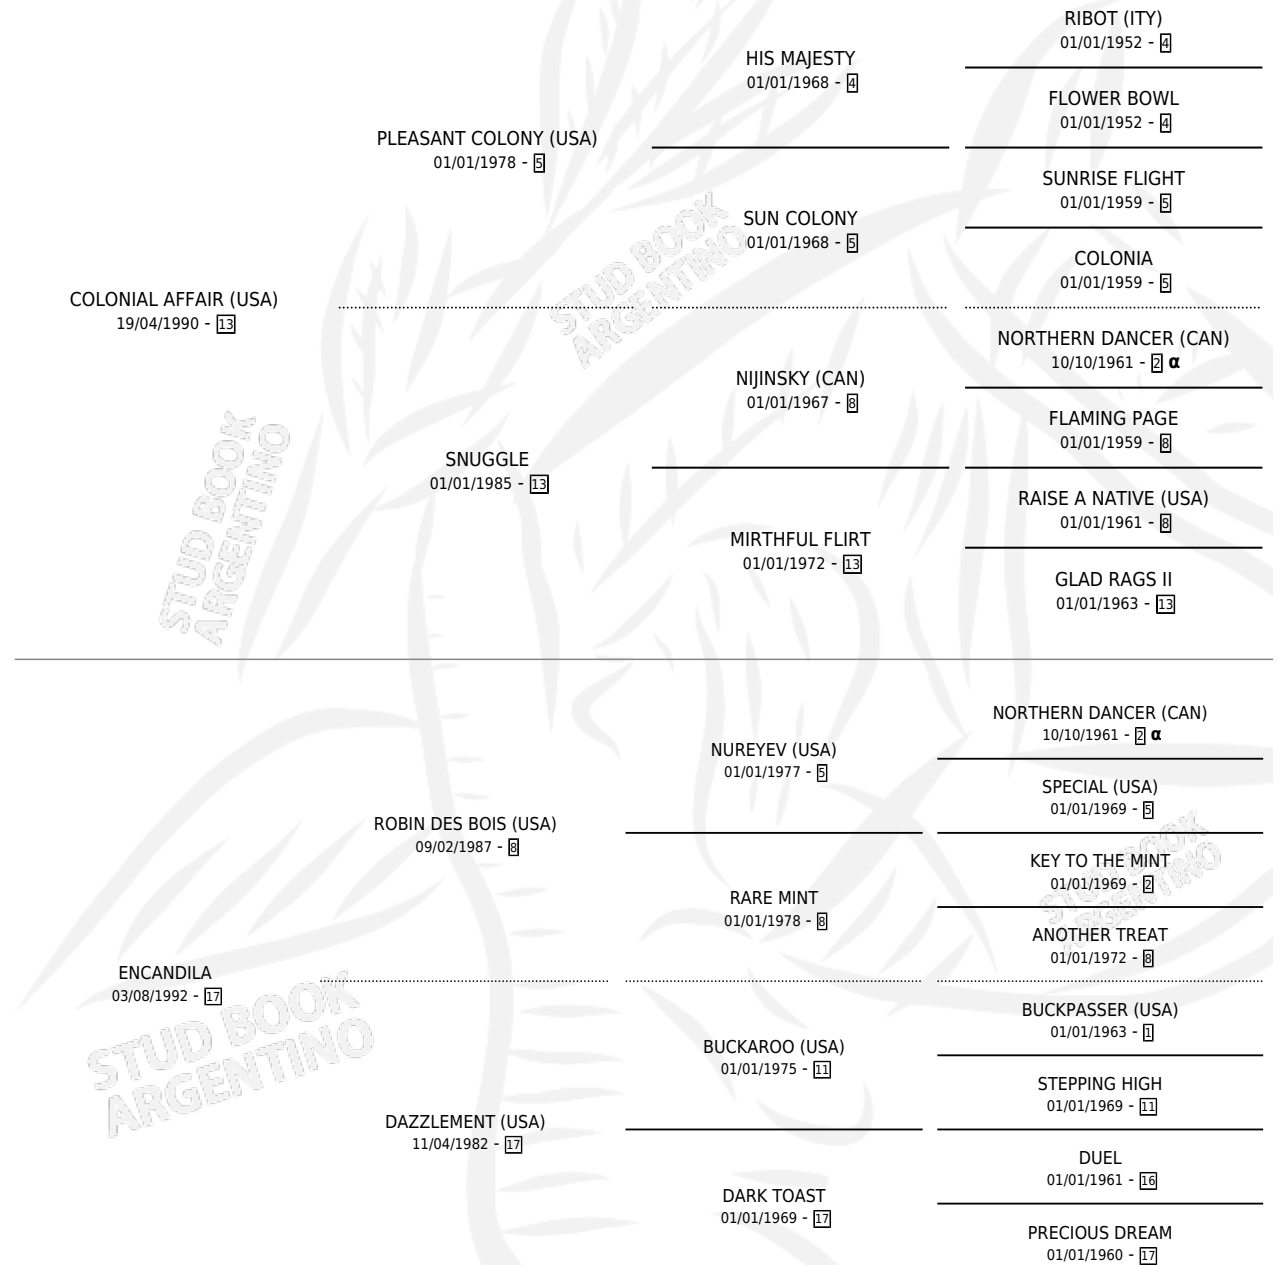 RIBOT (ITY)
01/01/1952 - 4
HIS MAJESTY
01/01/1968 - 4
FLOWER BOWL
01/01/1952 - 4
PLEASANT COLONY (USA)
01/01/1978 - 5
SUNRISE FLIGHT
01/01/1959 - 5
SUN COLONY
01/01/1968 - 5
COLONIA
01/01/1959 - 5
COLONIAL AFFAIR (USA)
19/04/1990 - 13
NORTHERN DANCER (CAN)
10/10/1961 - 2 α
NIJINSKY (CAN)
01/01/1967 - 8
FLAMING PAGE
01/01/1959 - 8
SNUGGLE
01/01/1985 - 13
RAISE A NATIVE (USA)
01/01/1961 - 8
MIRTHFUL FLIRT
01/01/1972 - 13
GLAD RAGS II
01/01/1963 - 13
NORTHERN DANCER (CAN)
10/10/1961 - 2 α
NUREYEV (USA)
01/01/1977 - 5
SPECIAL (USA)
01/01/1969 - 5
ROBIN DES BOIS (USA)
09/02/1987 - 8
KEY TO THE MINT
01/01/1969 - 2
RARE MINT
01/01/1978 - 8
ANOTHER TREAT
01/01/1972 - 8
ENCANDILA
03/08/1992 - 17
BUCKPASSER (USA)
01/01/1963 - 1
BUCKAROO (USA)
01/01/1975 - 11
STEPPING HIGH
01/01/1969 - 11
DAZZLEMENT (USA)
11/04/1982 - 17
DUEL
01/01/1961 - 16
DARK TOAST
01/01/1969 - 17
PRECIOUS DREAM
01/01/1960 - 17
STUD BOOK
ARGENTINO
STUD BOOK
ARGENTINO
STUD BOOK
ARGENTINO
STUD BOOK
ARGENTINO